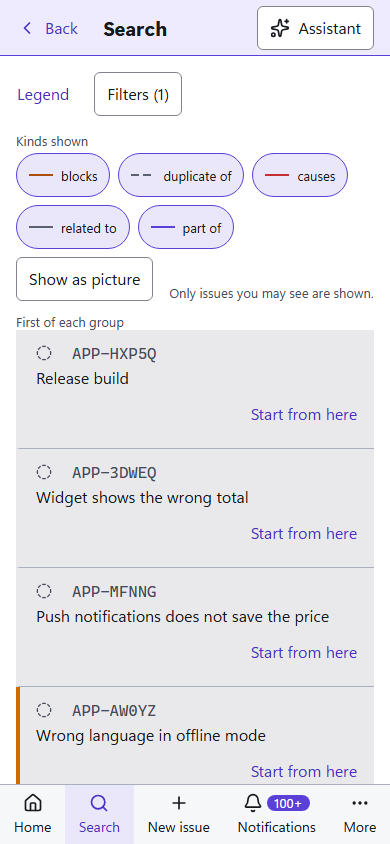 Back Search Assistant
Legend Filters (1)
Kinds shown
blocks duplicate of causes
related to part of
Show as picture Only issues you may see are shown.
First of each group
APP-HXP5Q
Release build
Start from here
APP-3DWEQ
Widget shows the wrong total
Start from here
APP-MFNNG
Push notifications does not save the price
Start from here
APP-AW0YZ
Wrong language in offline mode
Start from here
100+
Home Search New issue Notifications More